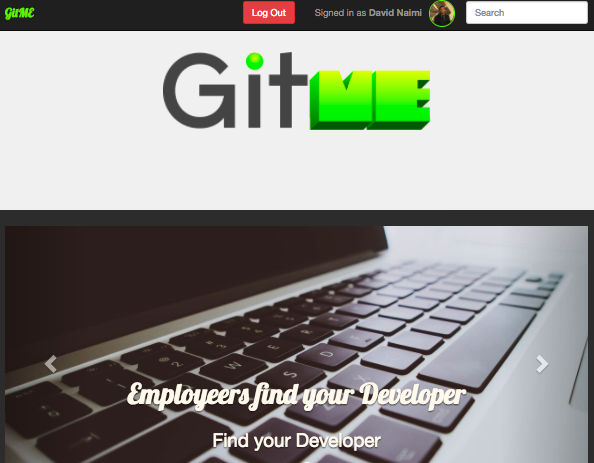 GitME Log Out Signed in as David Naimi Search
GitME
Employeers find your Developer
Find your Developer